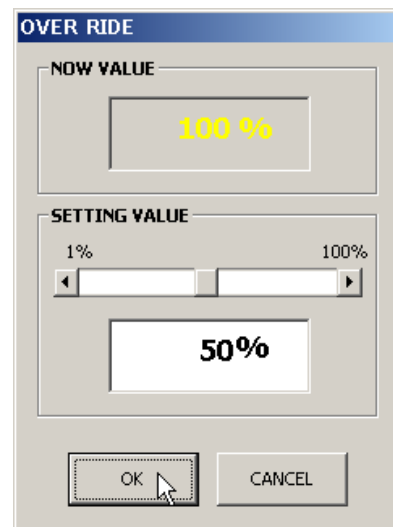 OVER RIDE
NOW VALUE
100 %
SETTING VALUE
1% 100%
50%
OK CANCEL